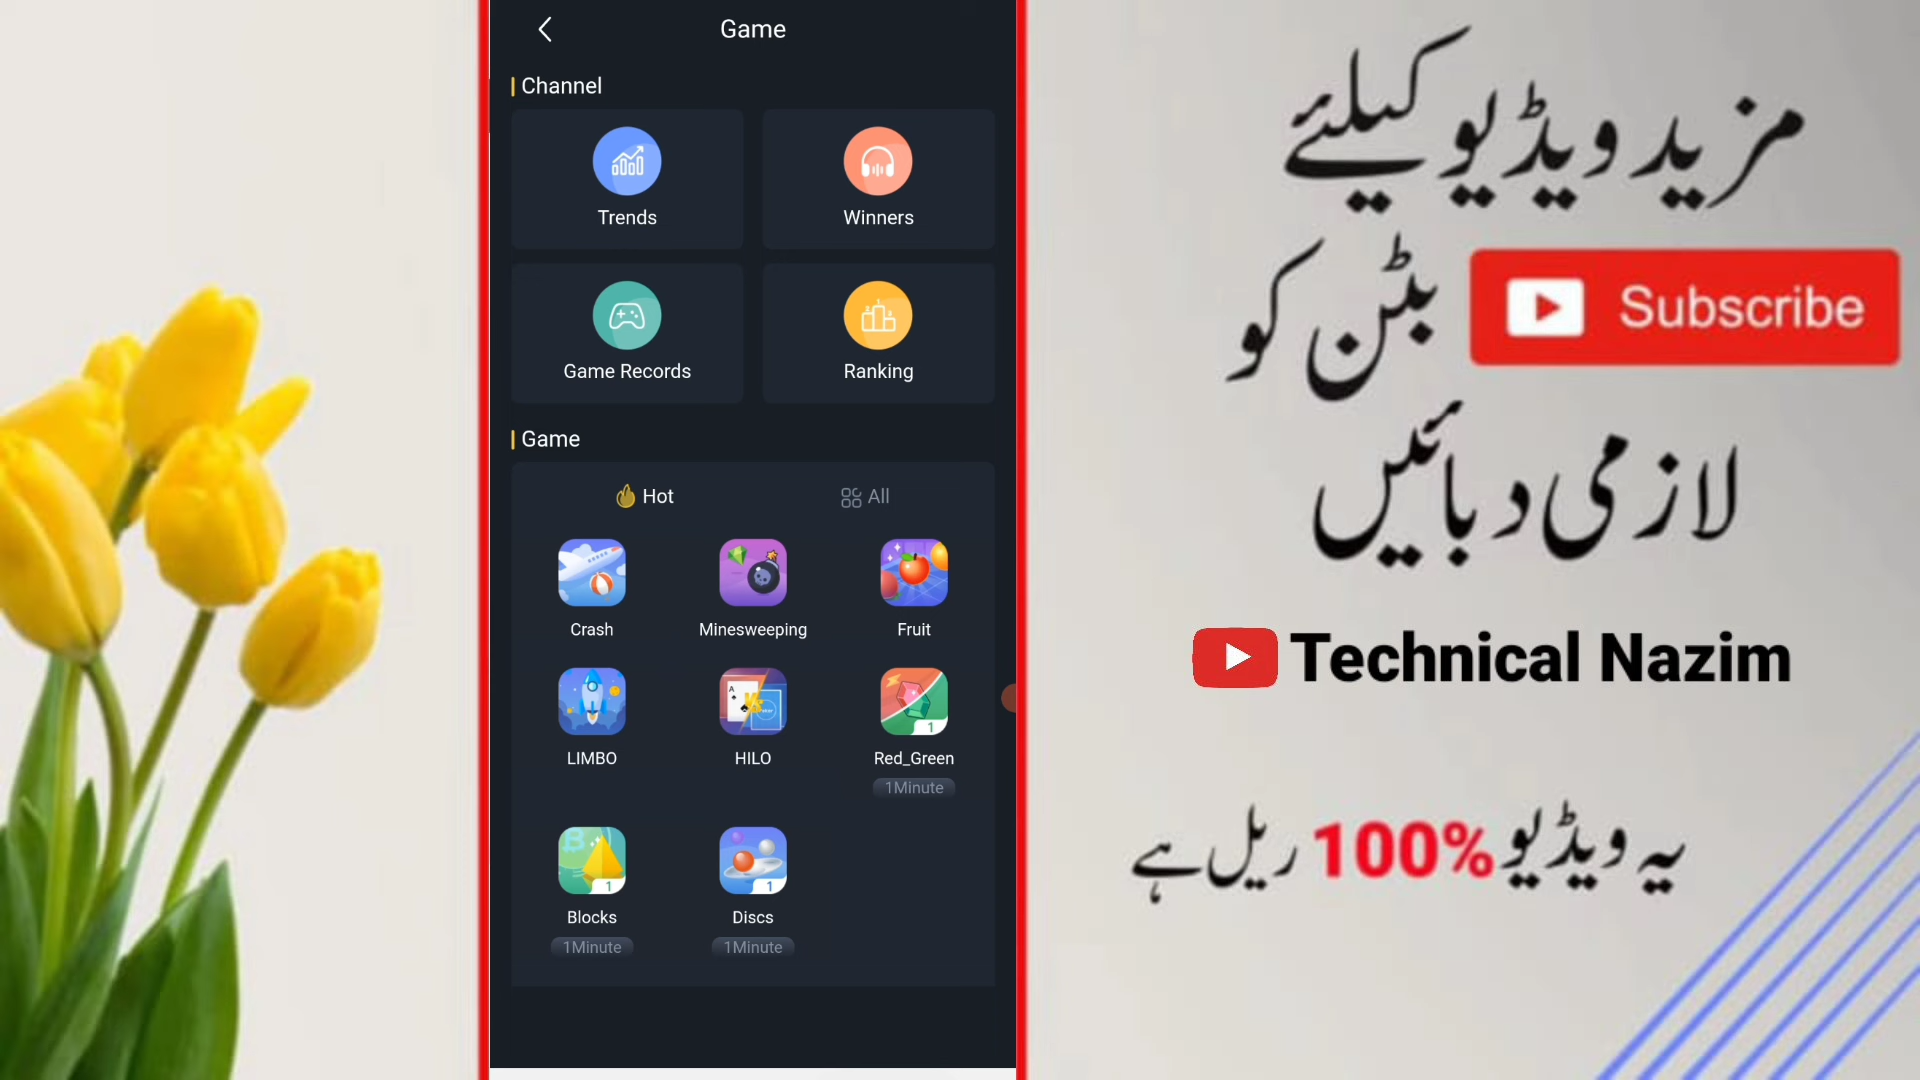 Game
Channel
Trends
Winners
Game Records
Ranking
Game
Hot
All
Crash
Minesweeping
Fruit
LIMBO
HILO
Red_Green
1Minute
Blocks
Discs
1Minute
1Minute
مزید ویڈیو کیلئے
Subscribe بٹن کو
لازمی دبائیں
Technical Nazim
یہ ویڈیو 100% ریل ہے